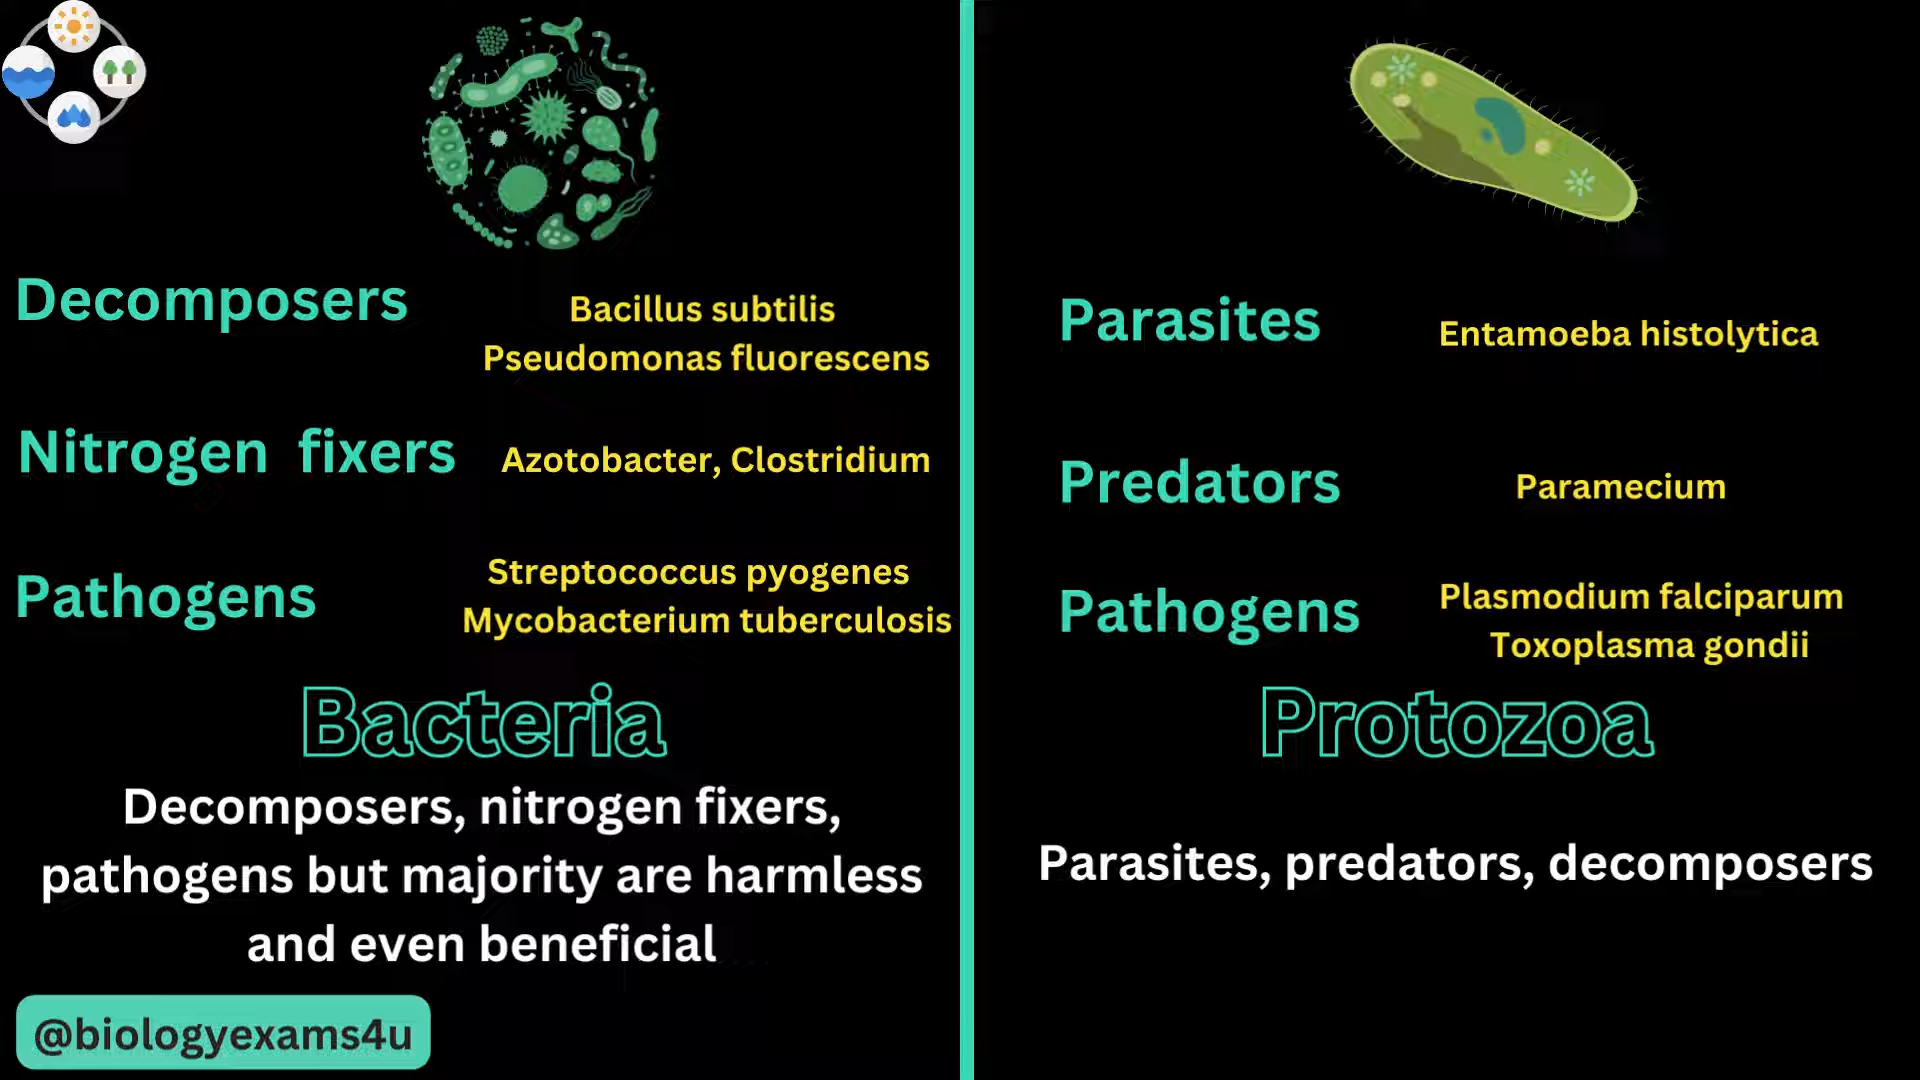 Decomposers
Bacillus subtilis
Pseudomonas fluorescens
Nitrogen fixers
Azotobacter, Clostridium
Pathogens
Streptococcus pyogenes
Mycobacterium tuberculosis
Bacteria
Decomposers, nitrogen fixers,
pathogens but majority are harmless
and even beneficial
@biologyexams4u
Parasites
Entamoeba histolytica
Predators
Paramecium
Pathogens
Plasmodium falciparum
Toxoplasma gondii
Protozoa
Parasites, predators, decomposers